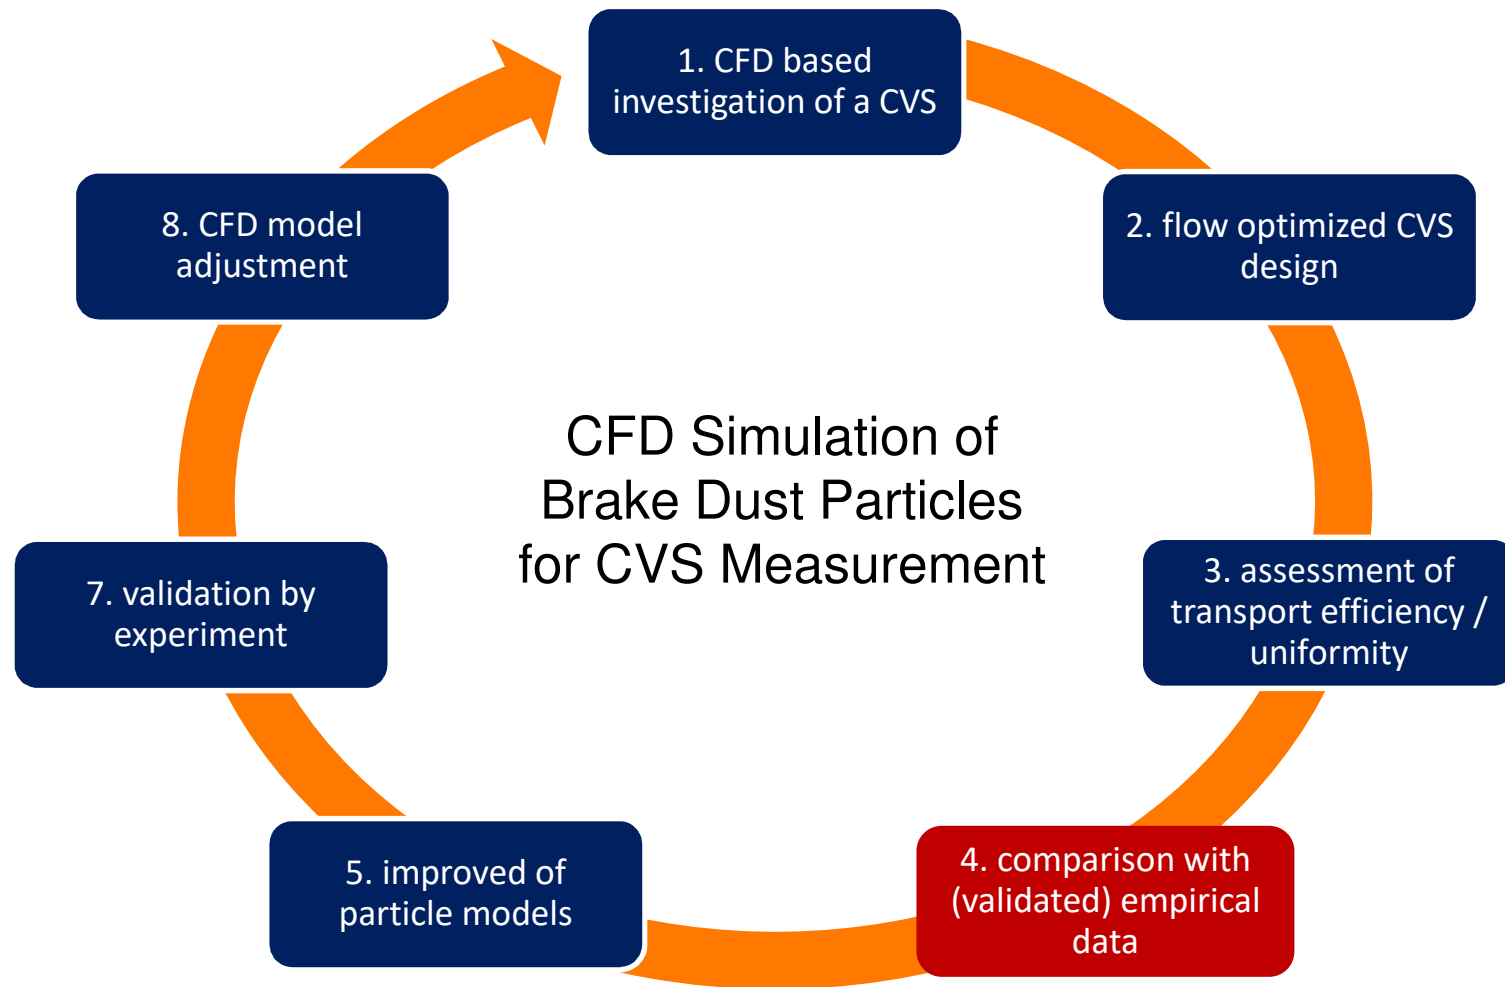 1. CFD based
investigation of a CVS
2. flow optimized CVS
design
3. assessment of
transport efficiency /
uniformity
4. comparison with
(validated) empirical
data
5. improved of
particle models
7. validation by
experiment
8. CFD model
adjustment
CFD Simulation of
Brake Dust Particles
for CVS Measurement